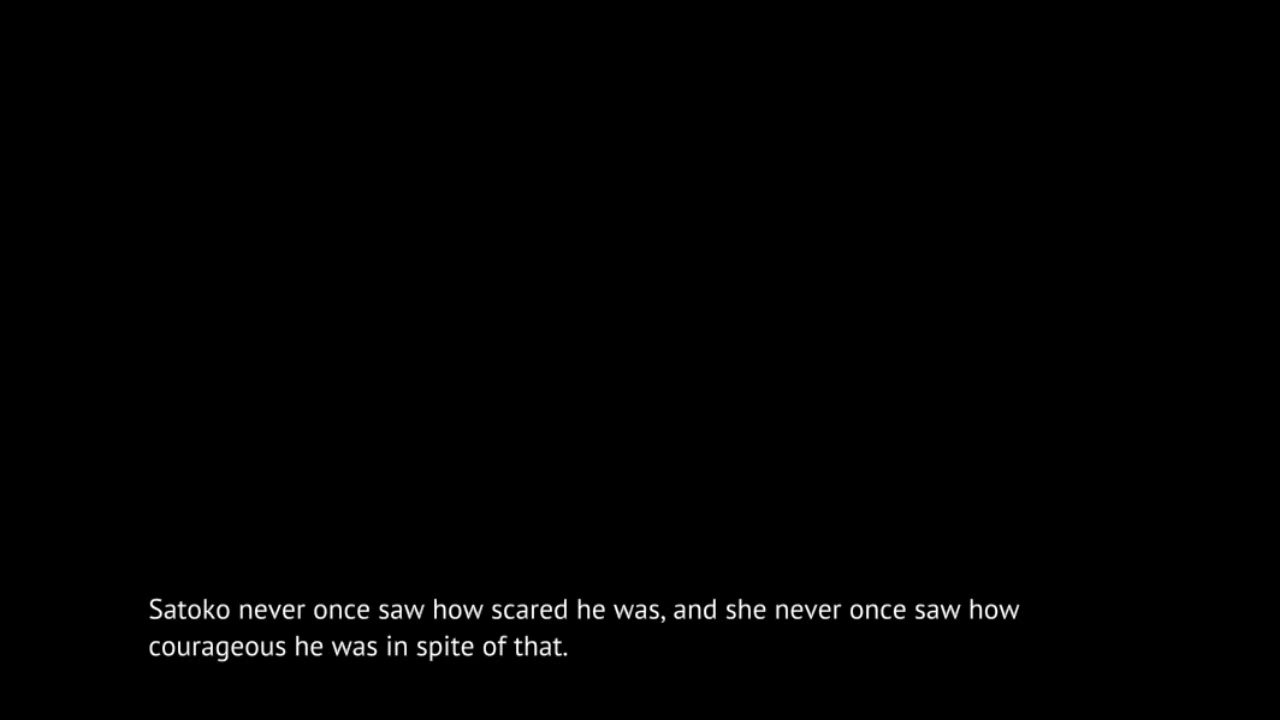 Satoko never once saw how scared he was, and she never once saw how
courageous he was in spite of that.